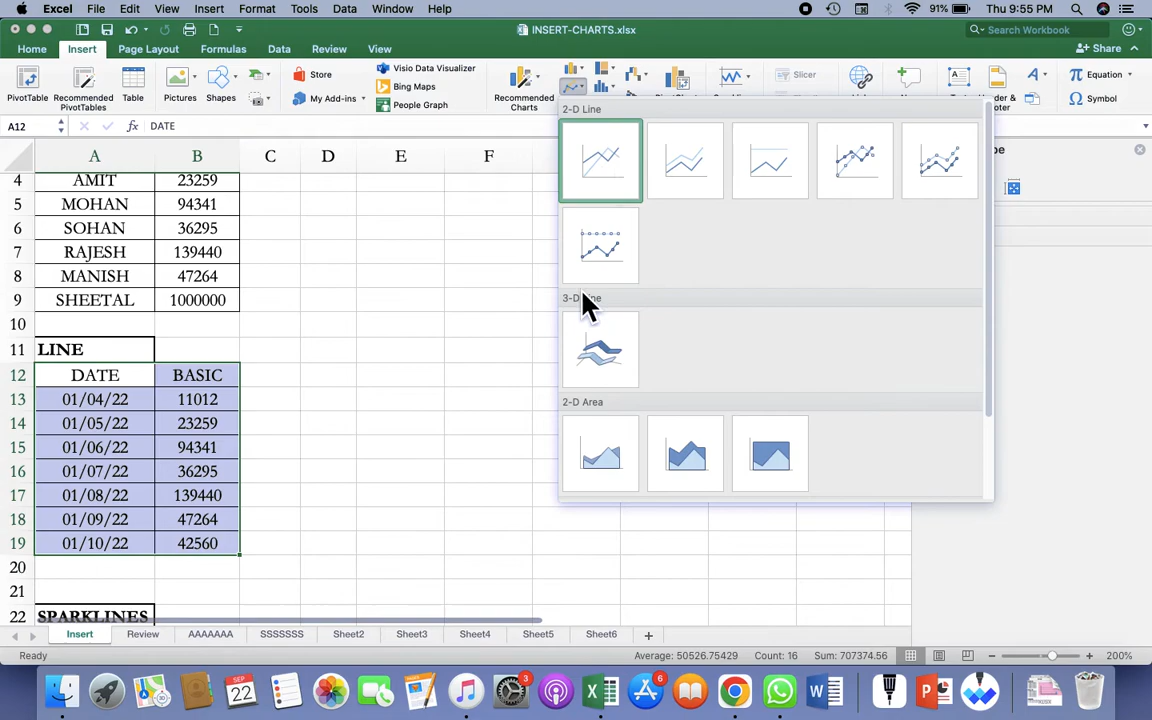 Excel File Edit View Insert Format Tools Data Window Help 91% Thu 9:55 PM
INSERT-CHARTS.xlsx Search Workbook
Home Insert Page Layout Formulas Data Review View Share
PivotTable Recommended PivotTables Table Pictures Shapes Store My Add-ins Visio Data Visualizer Bing Maps People Graph Recommended Charts Slicer Equation Symbol
A12 fx DATE
2-D Line
A B C D E F
4 AMIT 23259
5 MOHAN 94341
6 SOHAN 36295
7 RAJESH 139440
8 MANISH 47264
9 SHEETAL 1000000
3-D Line
10
11 LINE
12 DATE BASIC
13 01/04/22 11012
2-D Area
14 01/05/22 23259
15 01/06/22 94341
16 01/07/22 36295
17 01/08/22 139440
18 01/09/22 47264
19 01/10/22 42560
20
21
22 SPARKLINES
Insert Review AAAAAAA SSSSSSS Sheet2 Sheet3 Sheet4 Sheet5 Sheet6
Ready Average: 50526.75429 Count: 16 Sum: 707374.56 200%
SEP 22 3 6